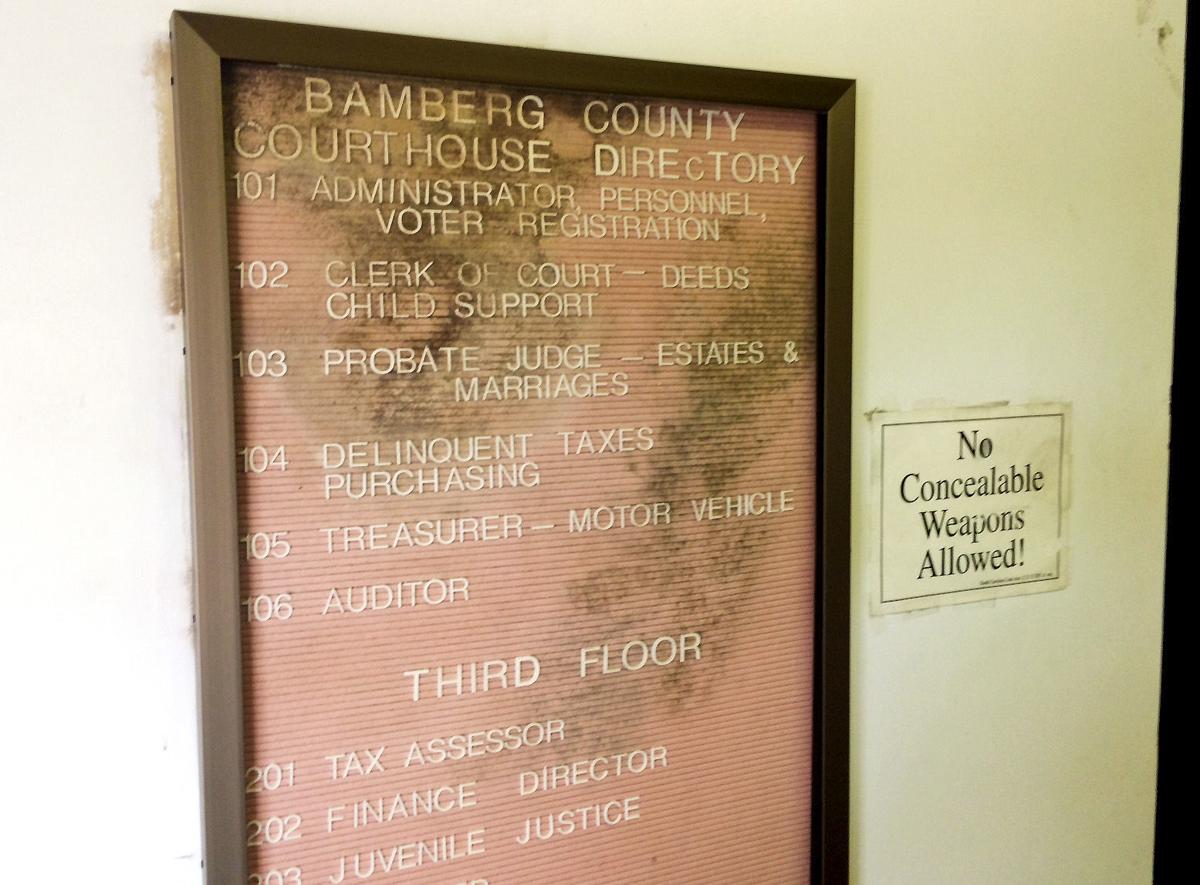 BAMBERG COUNTY
COURTHOUSE DIREcTORY
101 ADMINISTRATOR, PERSONNEL,
VOTER REGISTRATION
102 CLERK OF COURT — DEEDS
CHILD SUPPORT
103 PROBATE JUDGE — ESTATES &
MARRIAGES
104 DELINQUENT TAXES
PURCHASING
105 TREASURER — MOTOR VEHICLE
106 AUDITOR
THIRD FLOOR
201 TAX ASSESSOR
202 FINANCE DIRECTOR
203 JUVENILE JUSTICE
No
Concealable
Weapons
Allowed!